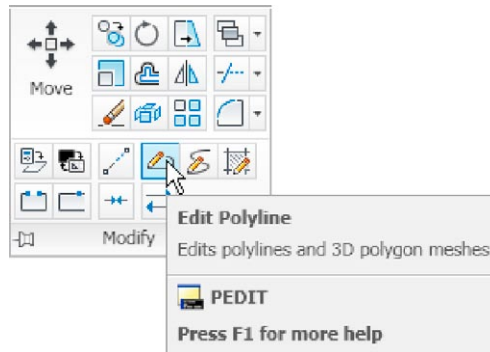 Move
Modify
Edit Polyline
Edits polylines and 3D polygon meshes
PEDIT
Press F1 for more help